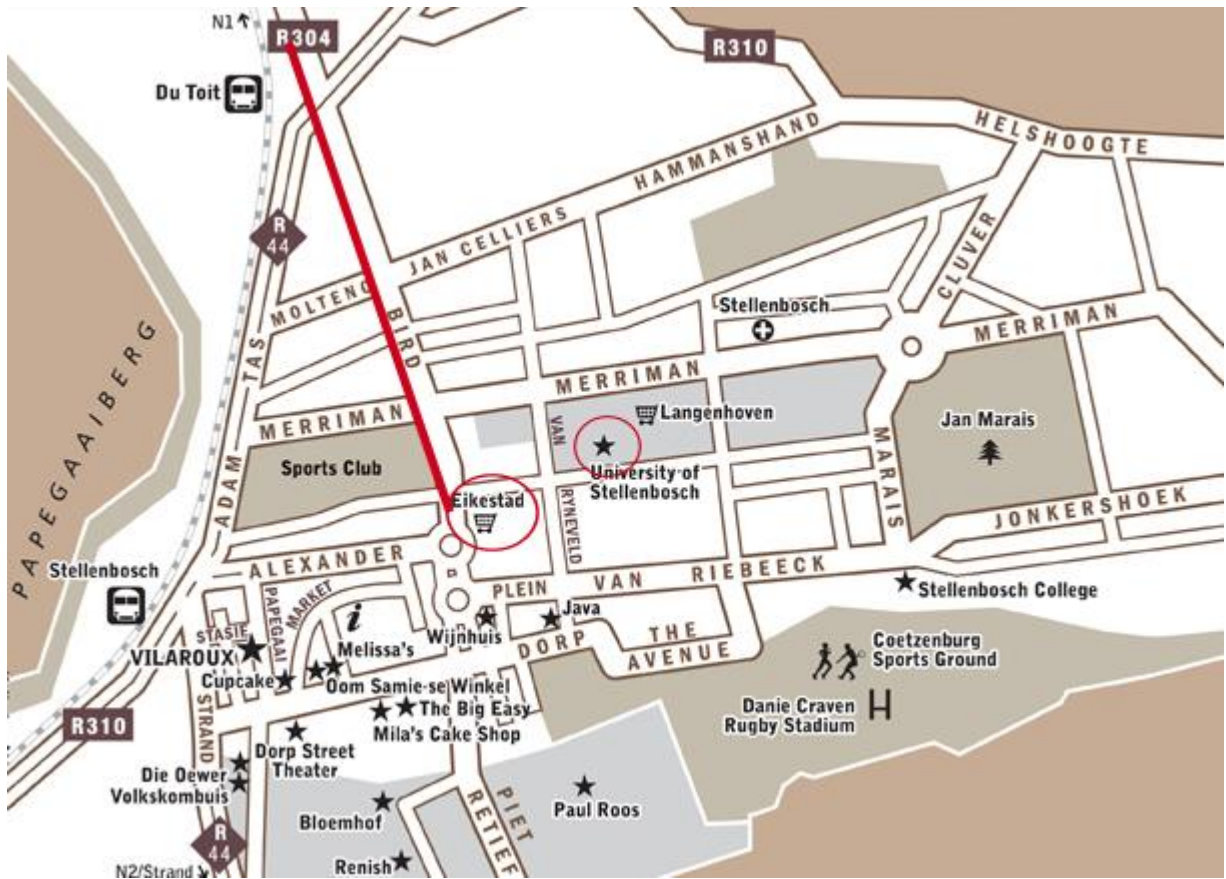 N1
R304
R310
Du Toit
HELSHOOGTE
HAMMANSHAND
R
44
JAN CELLIERS
MOLTENO
CLUVER
BIRD
Stellenbosch
MERRIMAN
PAPEGAAIBERG
ADAM TAS
MERRIMAN
MERRIMAN
Langenhoven
VAN
RYNEVELD
Jan Marais
MARAIS
Sports Club
University of
Stellenbosch
Eikestad
JONKERSHOEK
ALEXANDER
Stellenbosch
PLEIN
VAN RIEBEECK
Stellenbosch College
PAPEGAAI
MARKET
i
Java
Wijnhuis
STASIE
DORP
THE
AVENUE
Coetzenburg
Sports Ground
VILAROUX
Melissa's
Cupcake
Oom Samie-se Winkel
The Big Easy
Mila's Cake Shop
Danie Craven
Rugby Stadium
H
R310
STRAND
Dorp Street
Theater
Die Oewer
Volkskombuis
Bloemhof
PIET
RETIEF
Paul Roos
R
44
Renish
N2/Strand